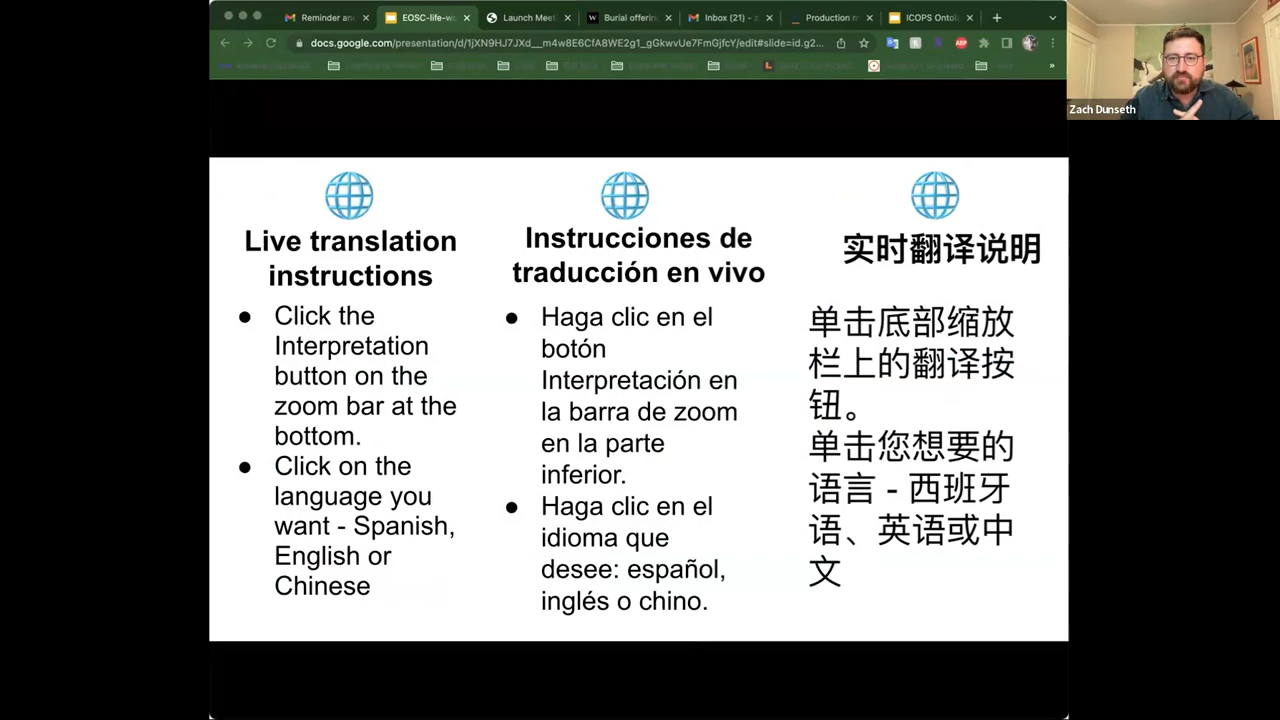 Reminder an
EOSC-life-wo
Launch Meet
Burial offerin
Inbox (21) - z
Production m
ICOPS Ontol
docs.google.com/presentation/d/1jXN9HJ7JXd__m4w8E6CfA8WE2g1_gGkwvUe7FmGjfcY/edit#slide=id.g2...
Zach Dunseth
Live translation
instructions
● Click the
Interpretation
button on the
zoom bar at the
bottom.
● Click on the
language you
want - Spanish,
English or
Chinese
Instrucciones de
traducción en vivo
● Haga clic en el
botón
Interpretación en
la barra de zoom
en la parte
inferior.
● Haga clic en el
idioma que
desee: español,
inglés o chino.
实时翻译说明
单击底部缩放
栏上的翻译按
钮。
单击您想要的
语言 - 西班牙
语、英语或中
文